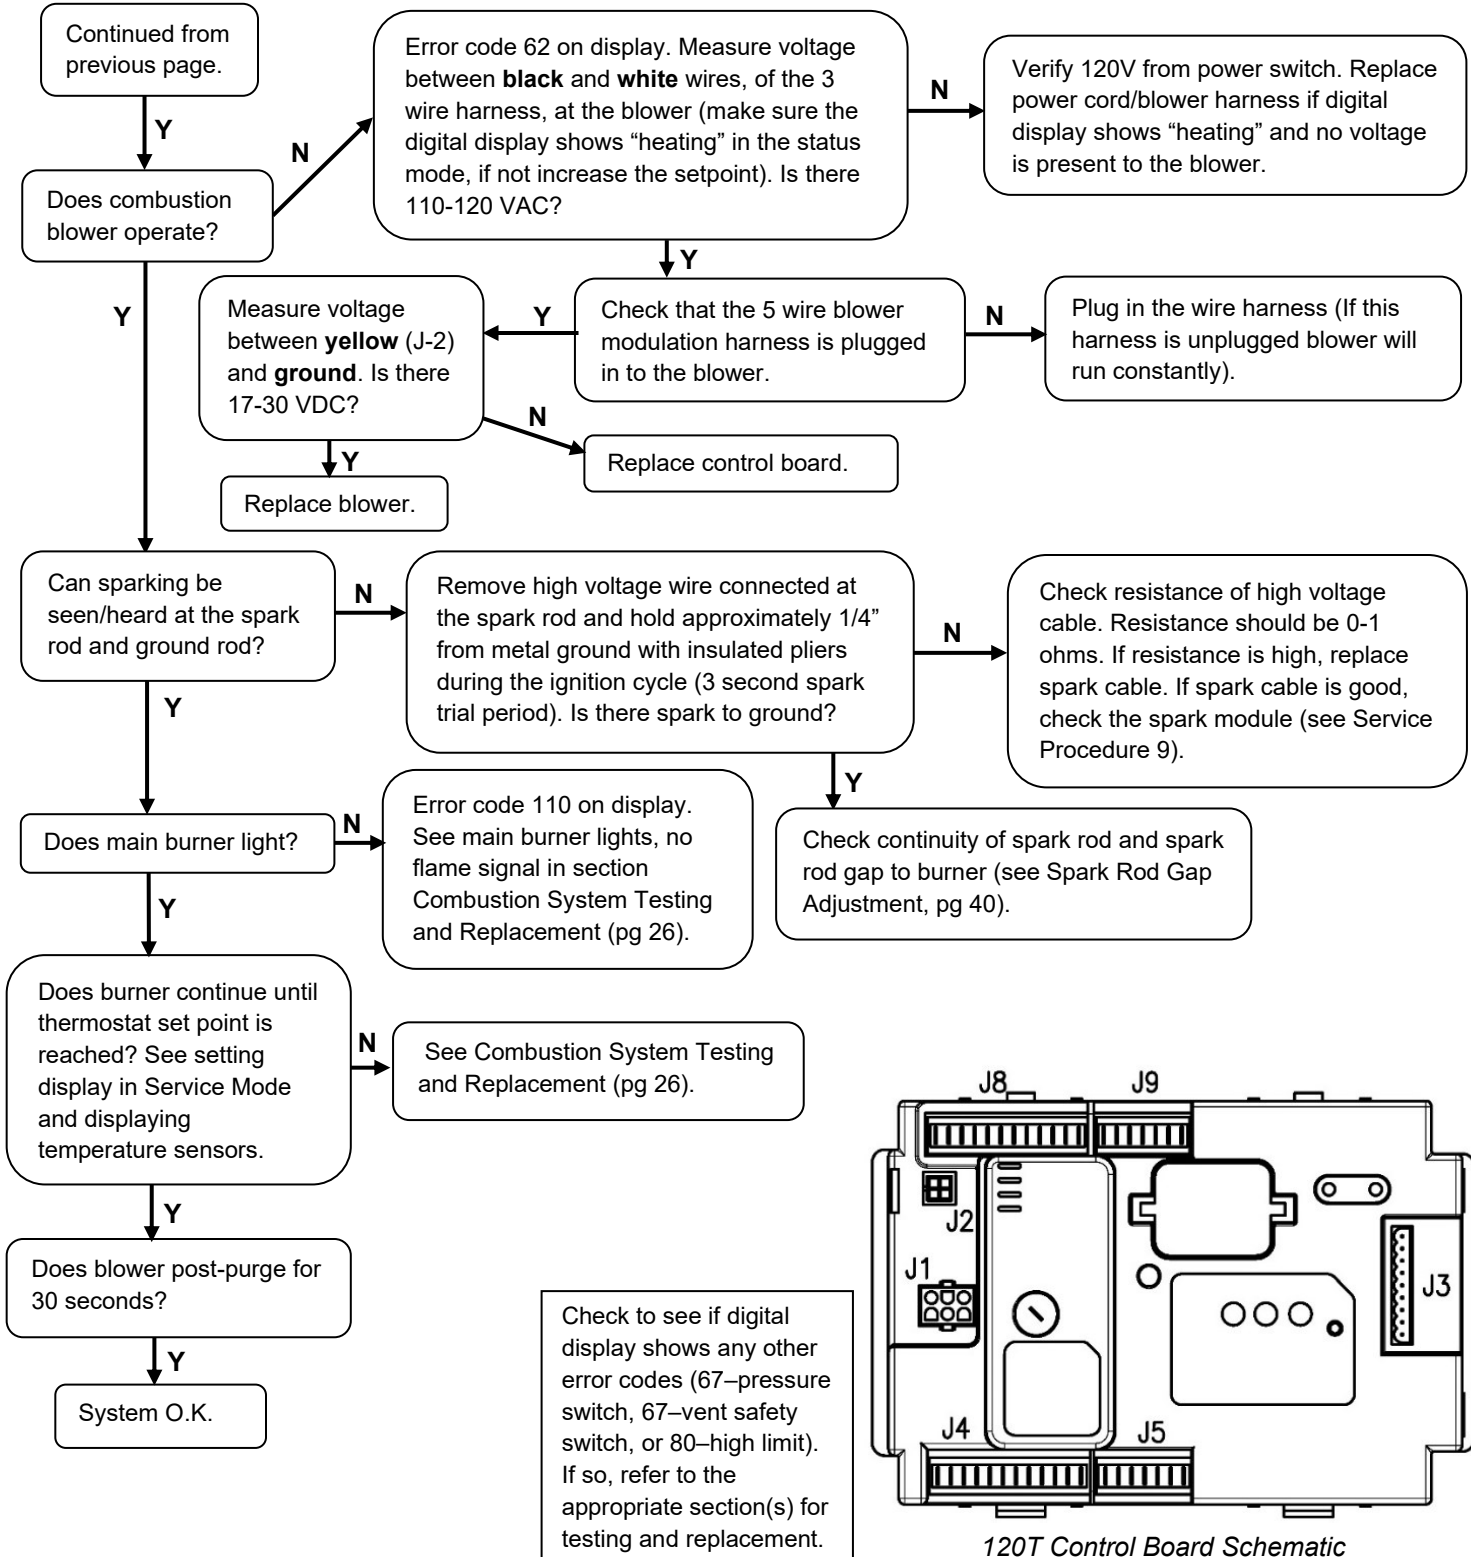 Continued from
previous page.
Y
Does combustion
blower operate?
N
Error code 62 on display. Measure voltage
between black and white wires, of the 3
wire harness, at the blower (make sure the
digital display shows “heating” in the status
mode, if not increase the setpoint). Is there
110-120 VAC?
N
Verify 120V from power switch. Replace
power cord/blower harness if digital
display shows “heating” and no voltage
is present to the blower.
Y
Check that the 5 wire blower
modulation harness is plugged
in to the blower.
N
Plug in the wire harness (If this
harness is unplugged blower will
run constantly).
Y
Measure voltage
between yellow (J-2)
and ground. Is there
17-30 VDC?
N
Replace control board.
Y
Replace blower.
Y
Can sparking be
seen/heard at the spark
rod and ground rod?
N
Remove high voltage wire connected at
the spark rod and hold approximately 1/4”
from metal ground with insulated pliers
during the ignition cycle (3 second spark
trial period). Is there spark to ground?
N
Check resistance of high voltage
cable. Resistance should be 0-1
ohms. If resistance is high, replace
spark cable. If spark cable is good,
check the spark module (see Service
Procedure 9).
Y
Check continuity of spark rod and spark
rod gap to burner (see Spark Rod Gap
Adjustment, pg 40).
Y
Does main burner light?
N
Error code 110 on display.
See main burner lights, no
flame signal in section
Combustion System Testing
and Replacement (pg 26).
Y
Does burner continue until
thermostat set point is
reached? See setting
display in Service Mode
and displaying
temperature sensors.
N
See Combustion System Testing
and Replacement (pg 26).
Y
Does blower post-purge for
30 seconds?
Y
System O.K.
Check to see if digital
display shows any other
error codes (67–pressure
switch, 67–vent safety
switch, or 80–high limit).
If so, refer to the
appropriate section(s) for
testing and replacement.
J8
J9
J2
J1
J3
J4
J5
120T Control Board Schematic